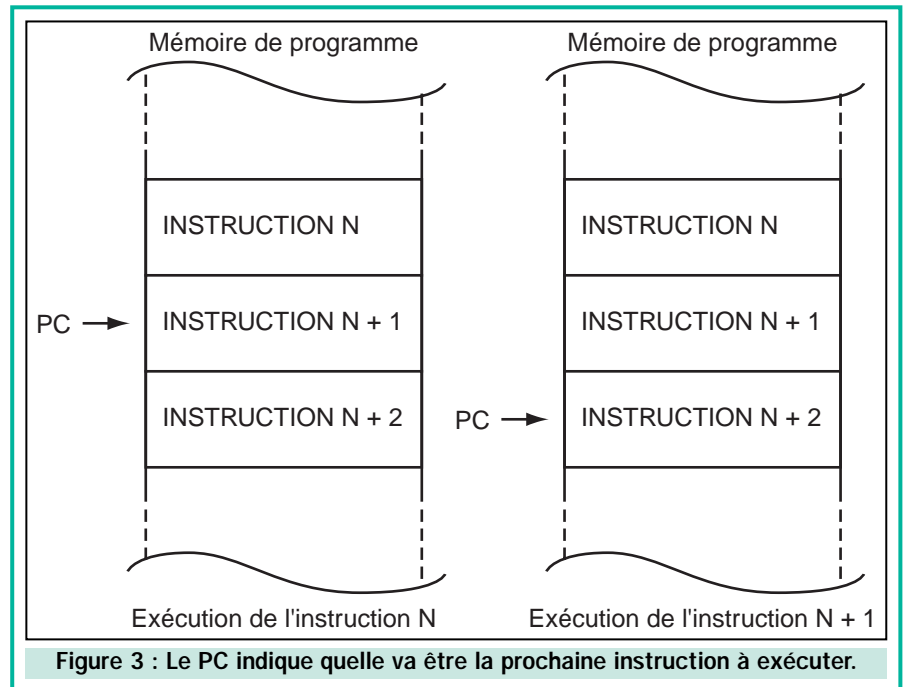 Mémoire de programme
INSTRUCTION N
PC
INSTRUCTION N + 1
INSTRUCTION N + 2
Exécution de l'instruction N
Mémoire de programme
INSTRUCTION N
INSTRUCTION N + 1
PC
INSTRUCTION N + 2
Exécution de l'instruction N + 1
Figure 3 : Le PC indique quelle va être la prochaine instruction à exécuter.